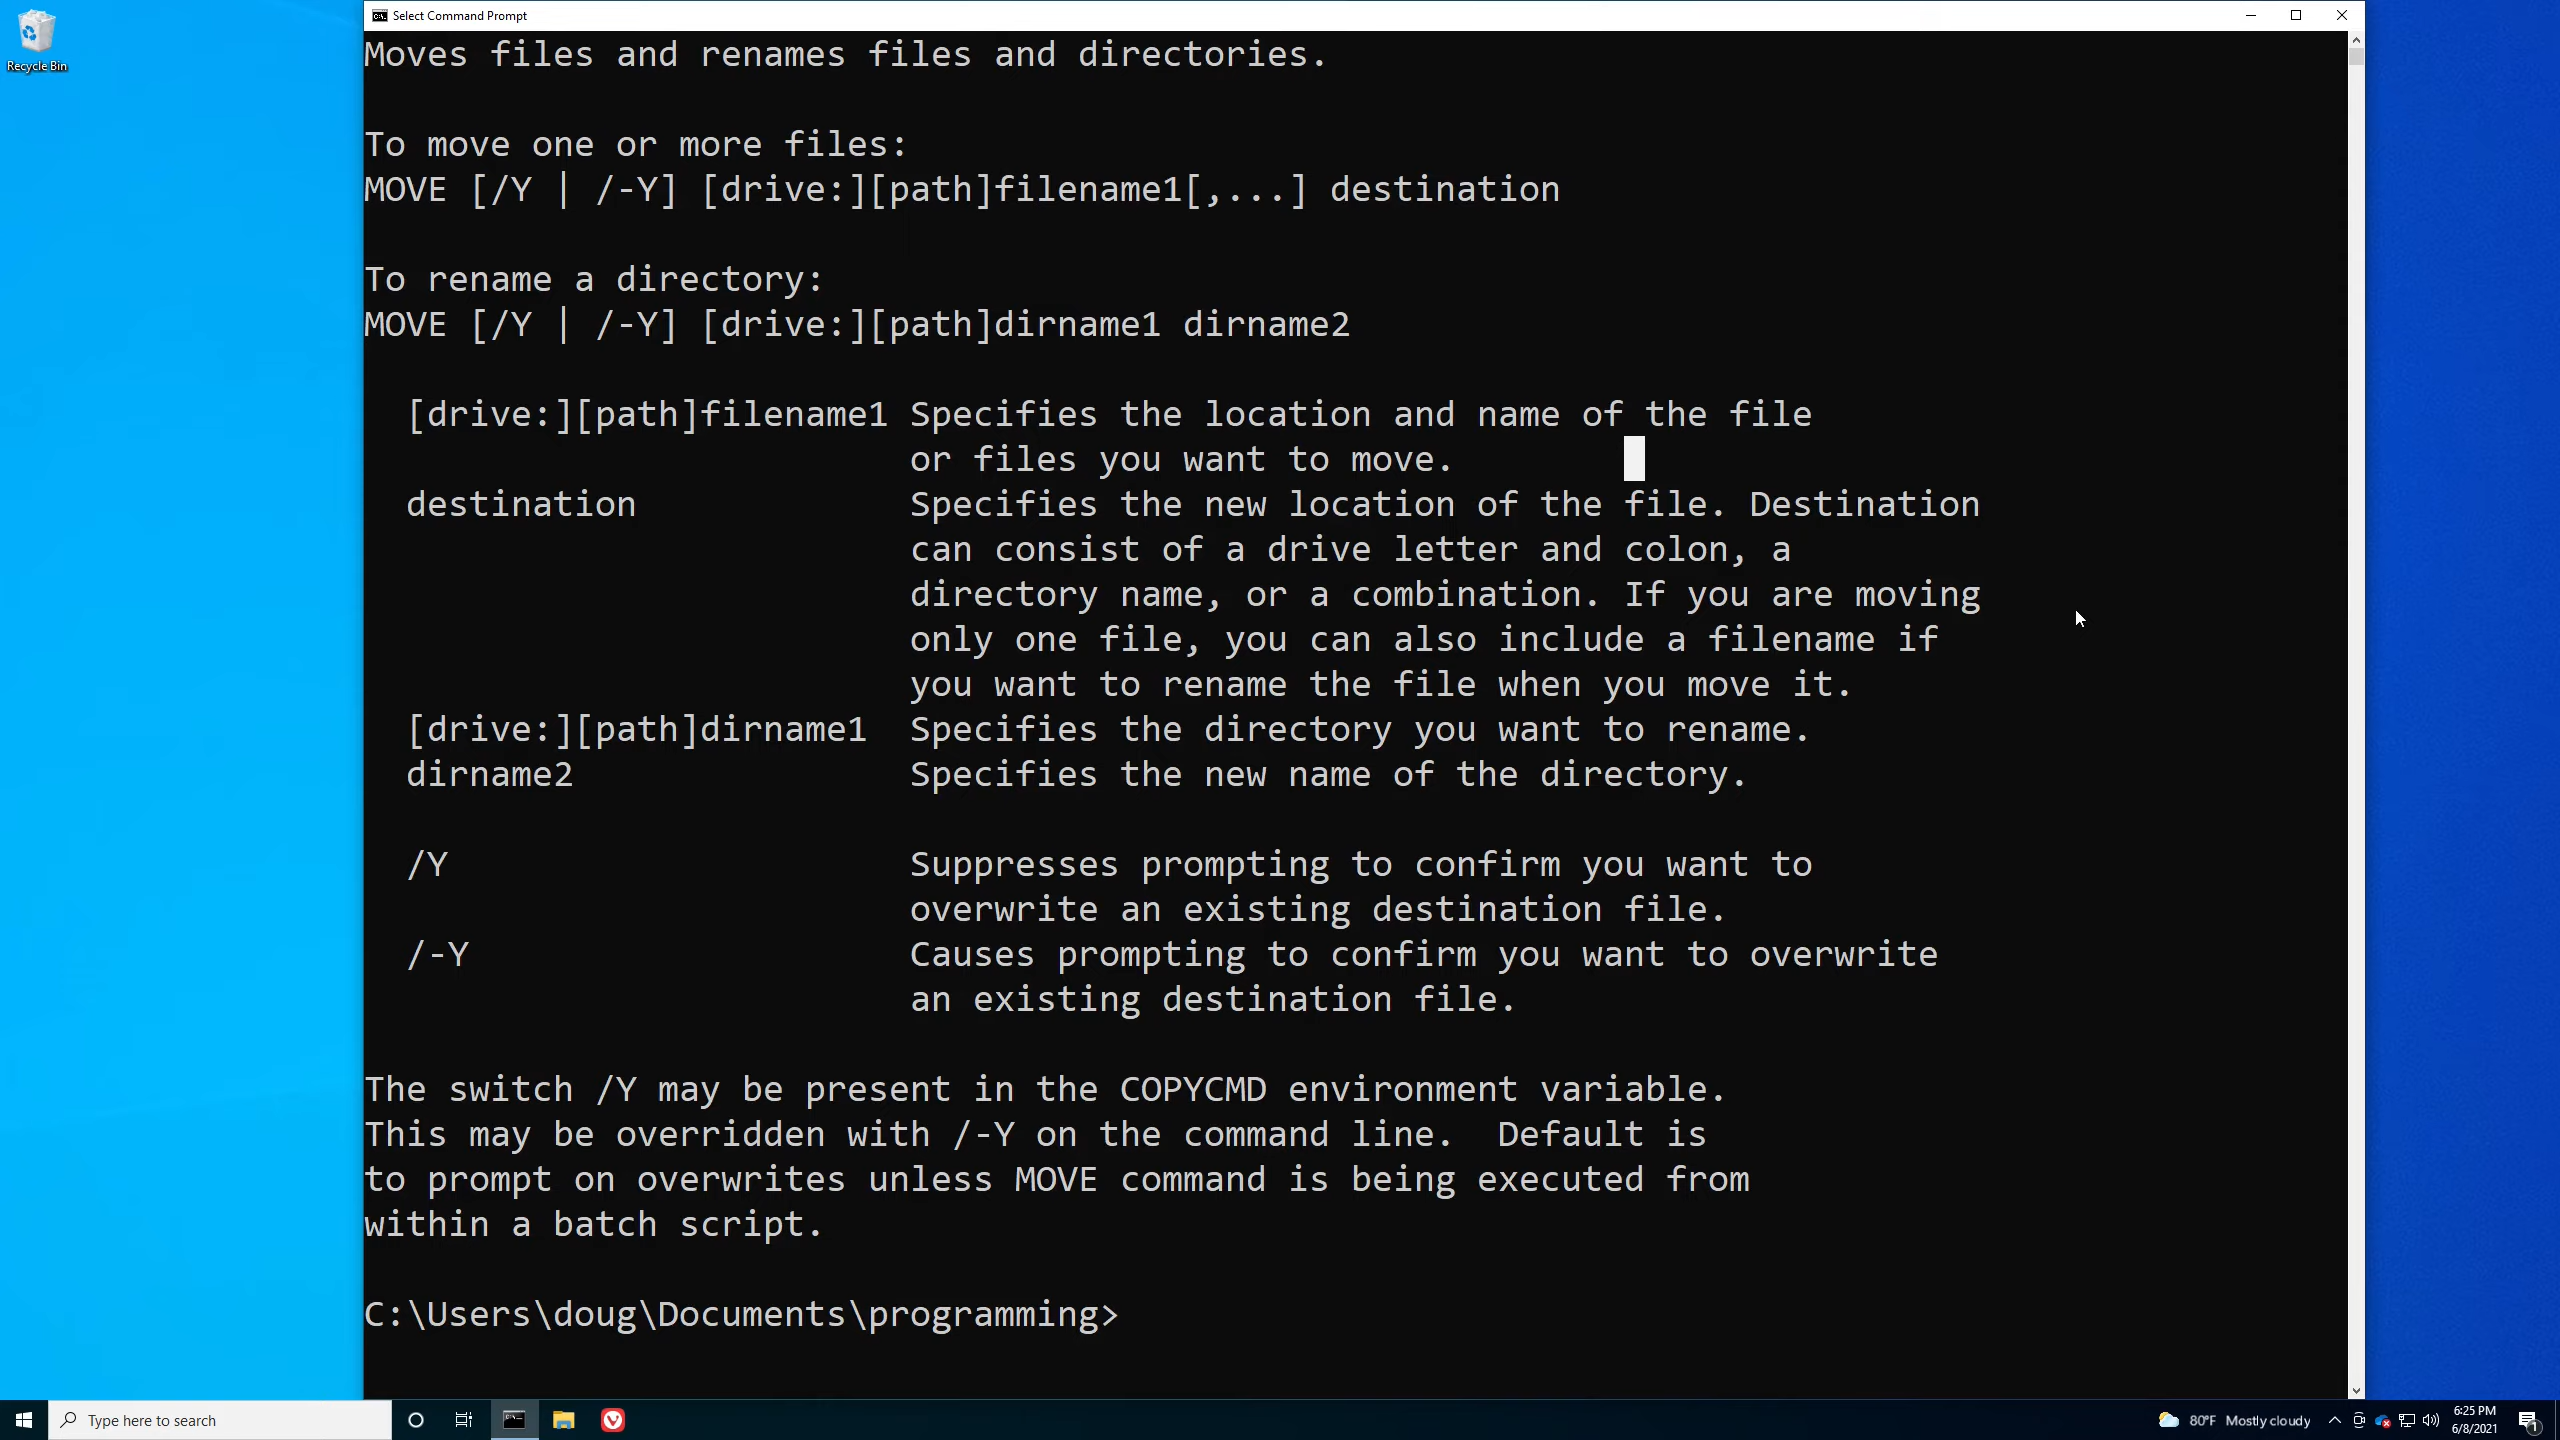 Select Command Prompt
Recycle Bin
Moves files and renames files and directories.
To move one or more files:
MOVE [/Y | /-Y] [drive:][path]filename1[,...] destination
To rename a directory:
MOVE [/Y | /-Y] [drive:][path]dirname1 dirname2
[drive:][path]filename1 Specifies the location and name of the file
or files you want to move.
destination Specifies the new location of the file. Destination
can consist of a drive letter and colon, a
directory name, or a combination. If you are moving
only one file, you can also include a filename if
you want to rename the file when you move it.
[drive:][path]dirname1 Specifies the directory you want to rename.
dirname2 Specifies the new name of the directory.
/Y Suppresses prompting to confirm you want to
overwrite an existing destination file.
/-Y Causes prompting to confirm you want to overwrite
an existing destination file.
The switch /Y may be present in the COPYCMD environment variable.
This may be overridden with /-Y on the command line.  Default is
to prompt on overwrites unless MOVE command is being executed from
within a batch script.
C:\Users\doug\Documents\programming>
Type here to search
80°F Mostly cloudy
6:25 PM
6/8/2021
1